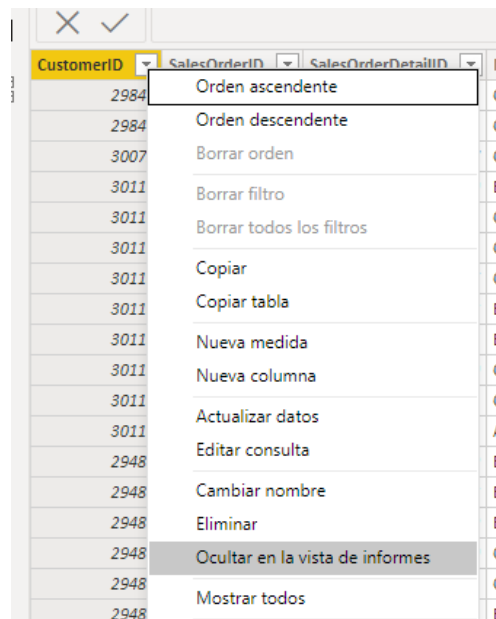 CustomerID SalesOrderID SalesOrderDetailID
2984
2984
3007
3011
3011
3011
3011
3011
3011
3011
3011
3011
2948
2948
2948
2948
2948
2948
Orden ascendente
Orden descendente
Borrar orden
Borrar filtro
Borrar todos los filtros
Copiar
Copiar tabla
Nueva medida
Nueva columna
Actualizar datos
Editar consulta
Cambiar nombre
Eliminar
Ocultar en la vista de informes
Mostrar todos